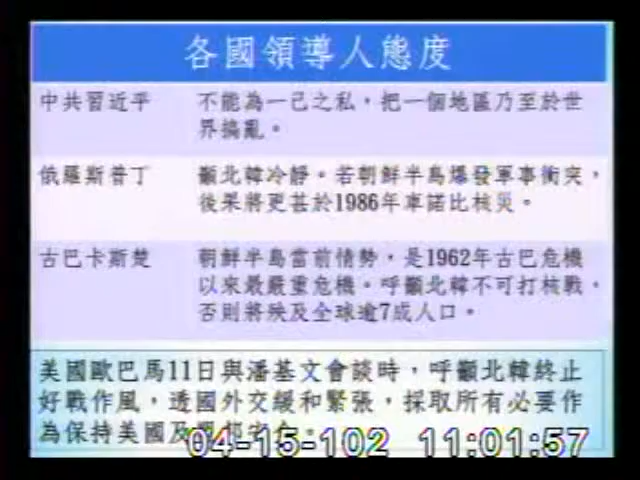 各國領導人態度
中共習近平
不能為一己之私，把一個地區乃至於世
界搞亂。
俄羅斯普丁
籲北韓冷靜。若朝鮮半島爆發軍事衝突，
後果將更甚於1986年車諾比核災。
古巴卡斯楚
朝鮮半島當前情勢，是1962年古巴危機
以來最嚴重危機。呼籲北韓不可打核戰，
否則將殃及全球逾7成人口。
美國歐巴馬11日與潘基文會談時，呼籲北韓終止
好戰作風，透國外交緩和緊張，採取所有必要作
為保持美國及
04-15-102 11:01:57